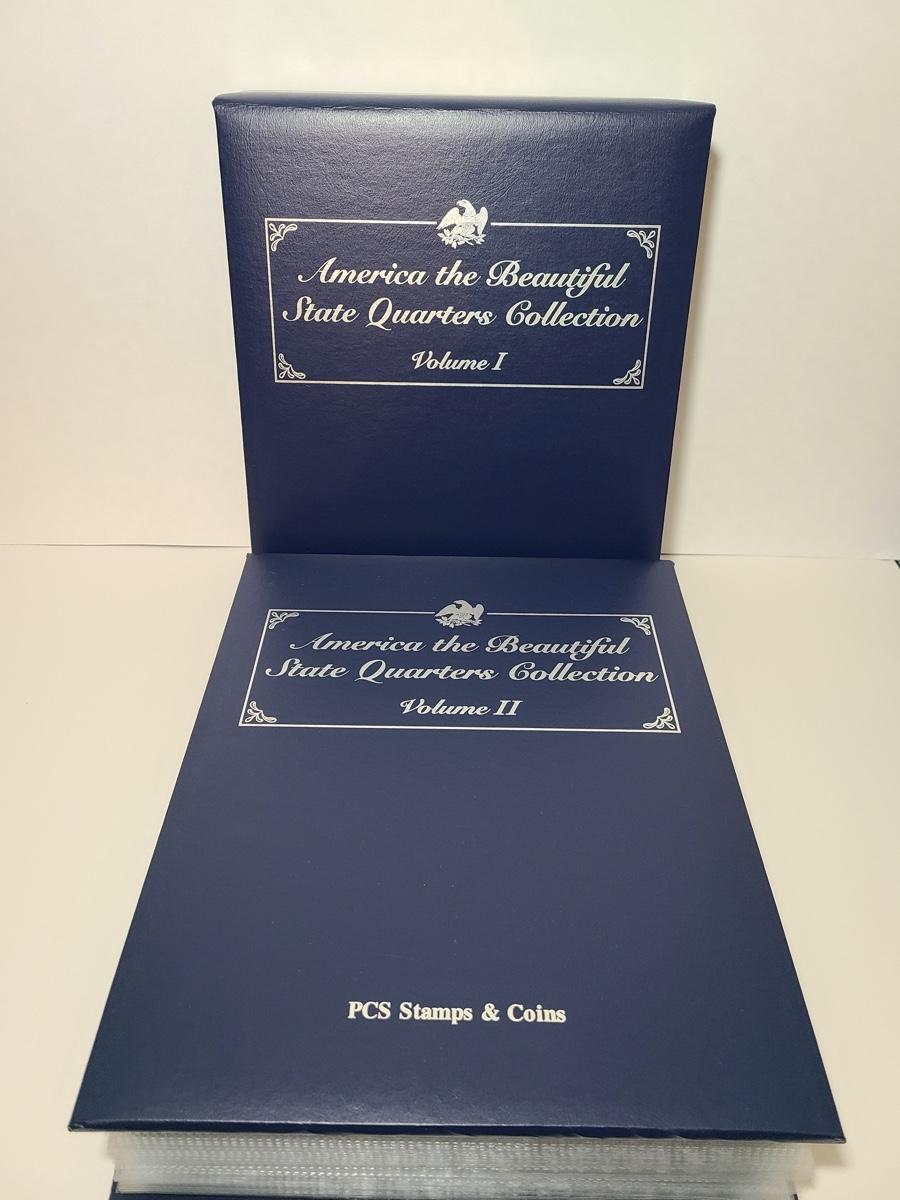 America the Beautiful
State Quarters Collection
Volume I
America the Beautiful
State Quarters Collection
Volume II
PCS Stamps & Coins